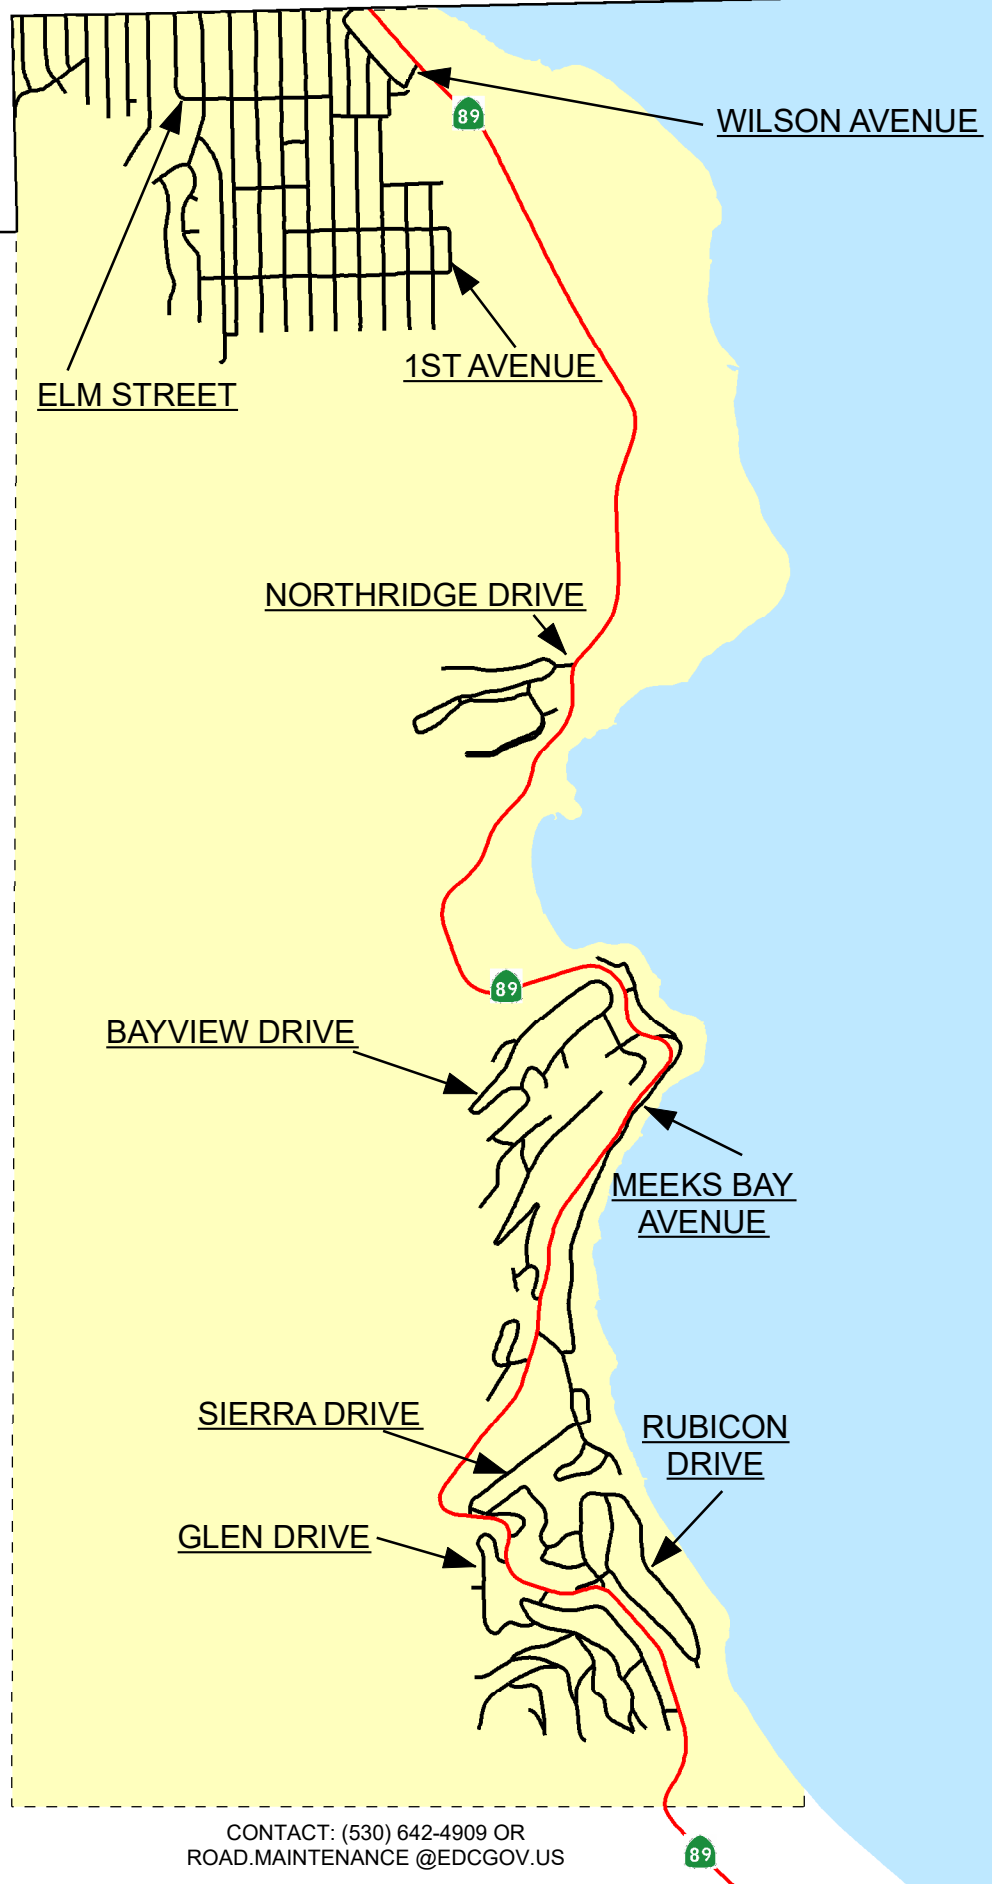 89
WILSON AVENUE
1ST AVENUE
ELM STREET
NORTHRIDGE DRIVE
89
BAYVIEW DRIVE
MEEKS BAY
AVENUE
SIERRA DRIVE
RUBICON
DRIVE
GLEN DRIVE
CONTACT: (530) 642-4909 OR
ROAD.MAINTENANCE @EDCGOV.US
89